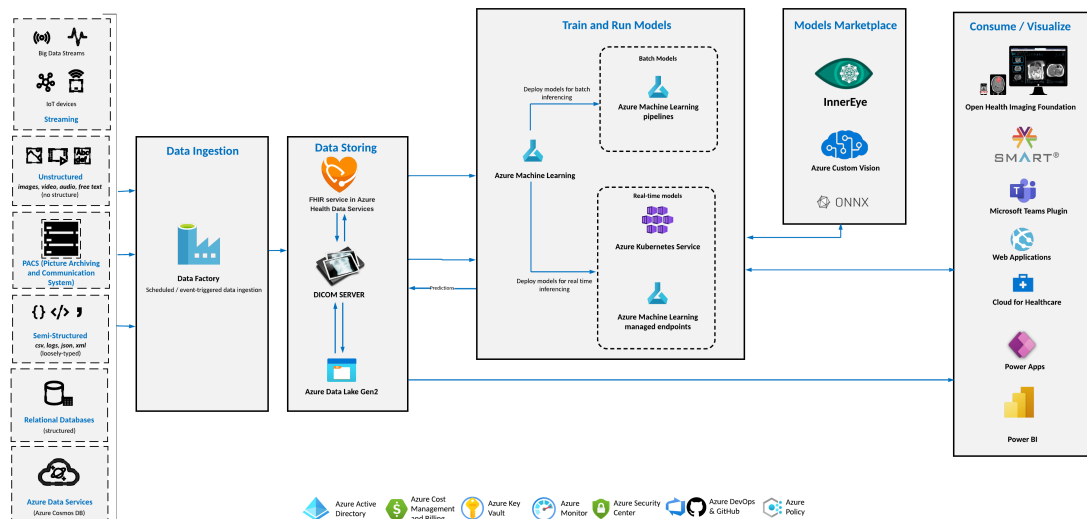 Big Data Streams
IoT devices
Streaming
Abc
def
Unstructured
images, video, audio, free text
(no structure)
PACS (Picture Archiving
and Communication
System)
{} </> ,
Semi-Structured
csv, logs, json, xml
(loosely-typed)
Relational Databases
(structured)
Azure Data Services
(Azure Cosmos DB)
Data Ingestion
Data Factory
Scheduled / event-triggered data ingestion
Data Storing
FHIR service in Azure
Health Data Services
DICOM SERVER
Azure Data Lake Gen2
Predictions
Train and Run Models
Azure Machine Learning
Deploy models for batch
inferencing
Deploy models for real time
inferencing
Batch Models
Azure Machine Learning
pipelines
Real-time models
Azure Kubernetes Service
Azure Machine Learning
managed endpoints
Models Marketplace
InnerEye
Azure Custom Vision
ONNX
Consume / Visualize
Open Health Imaging Foundation
SMART®
Microsoft Teams Plugin
Web Applications
Cloud for Healthcare
Power Apps
Power BI
Azure Active
Directory
Azure Cost
Management
and Billing
Azure Key
Vault
Azure
Monitor
Azure Security
Center
Azure DevOps
& GitHub
Azure
Policy